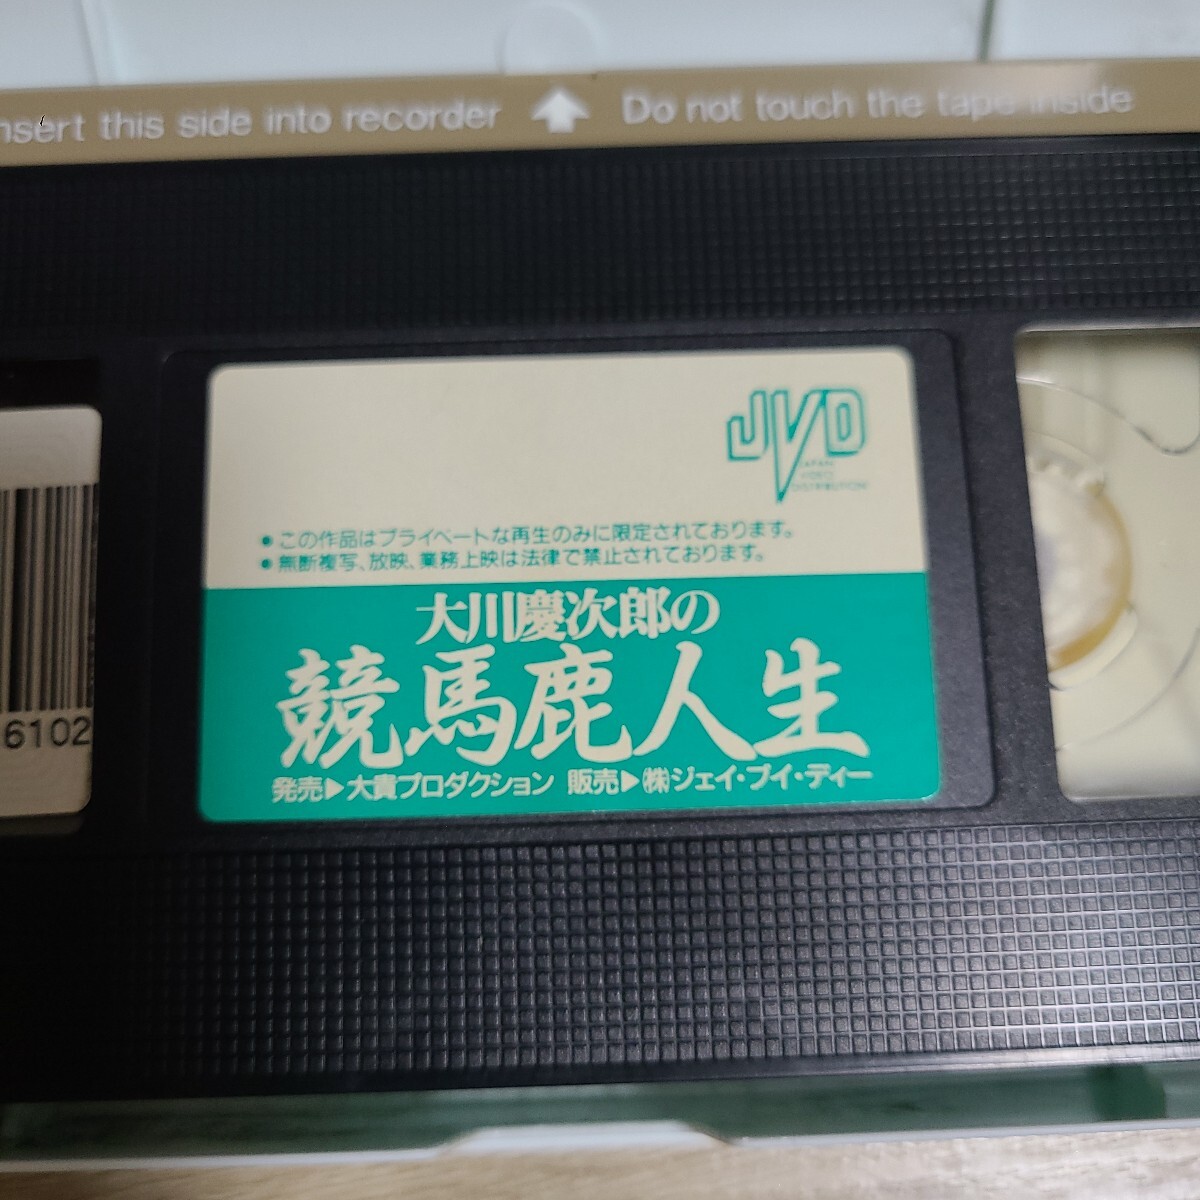 nsert this side into recorder Do not touch the tape inside
JVD
JAPAN
VIDEO
DISTRIBUTION
●この作品はプライベートな再生のみに限定されております。
●無断複写、放映、業務上映は法律で禁止されております。
大川慶次郎の
競馬鹿人生
発売▶大貴プロダクション 販売▶㈱ジェイ・ブイ・ディー
6102